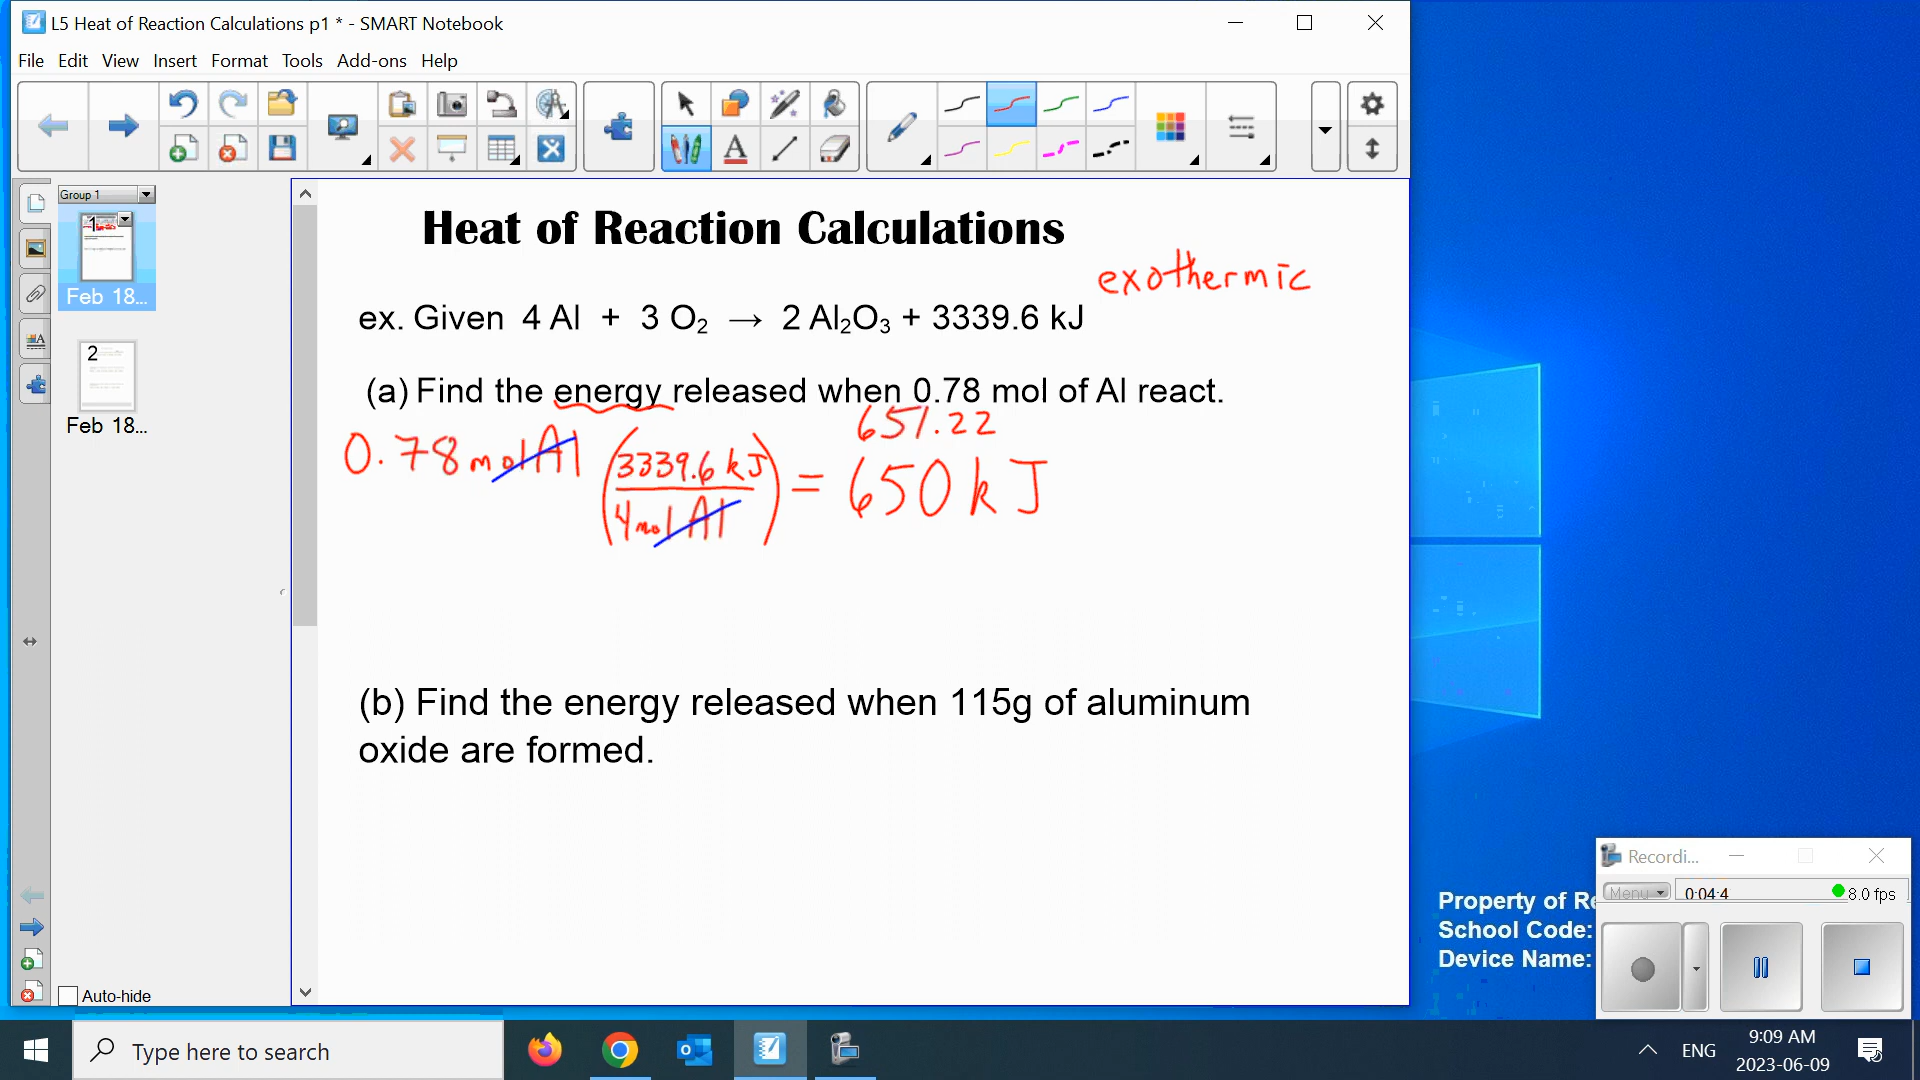 L5 Heat of Reaction Calculations p1 * - SMART Notebook
File Edit View Insert Format Tools Add-ons Help
Group 1
1
Feb 18...
2
Feb 18...
Auto-hide
Heat of Reaction Calculations
exothermic
ex. Given 4 Al + 3 O₂ → 2 Al₂O₃ + 3339.6 kJ
(a) Find the energy released when 0.78 mol of Al react.
651.22
0.78 mol Al (3339.6 kJ / 4 mol Al) = 650 kJ
(b) Find the energy released when 115g of aluminum
oxide are formed.
Property of Re
School Code:
Device Name:
Recordi...
Menu 0:04:4 8.0 fps
Type here to search
ENG
9:09 AM
2023-06-09